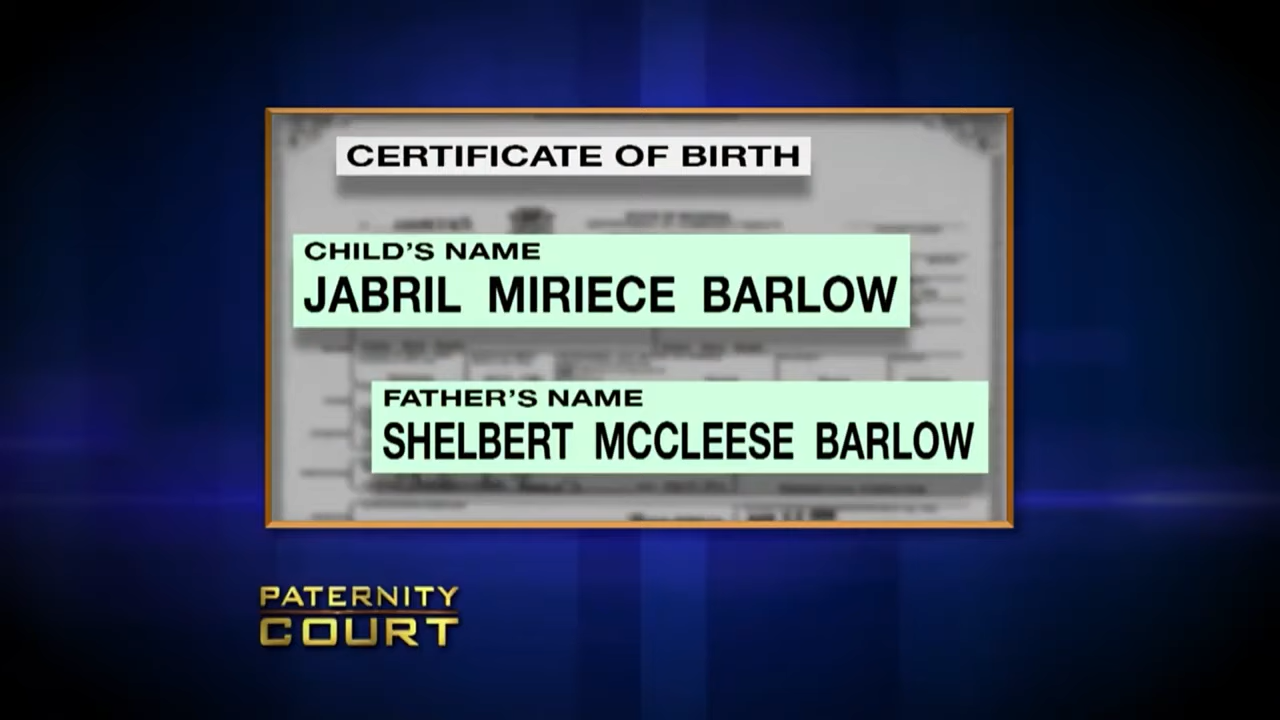 CERTIFICATE OF BIRTH
CHILD'S NAME
JABRIL MIRIECE BARLOW
FATHER'S NAME
SHELBERT MCCLEESE BARLOW
PATERNITY
COURT